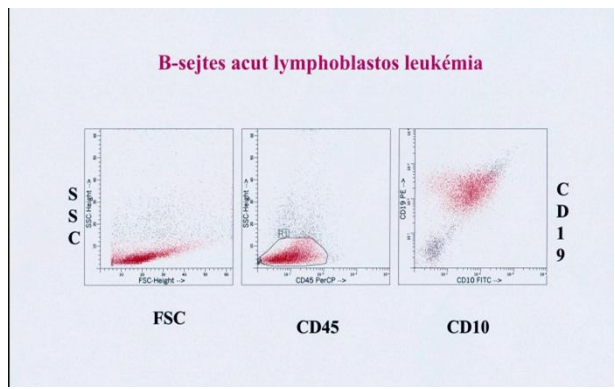 B-sejtes acut lymphoblastos leukémia
SSC
SSC-Height -->
FSC-Height -->
FSC
SSC-Height -->
R1
CD45 PerCP -->
CD45
CD19 PE -->
CD10 FITC -->
CD10
CD19